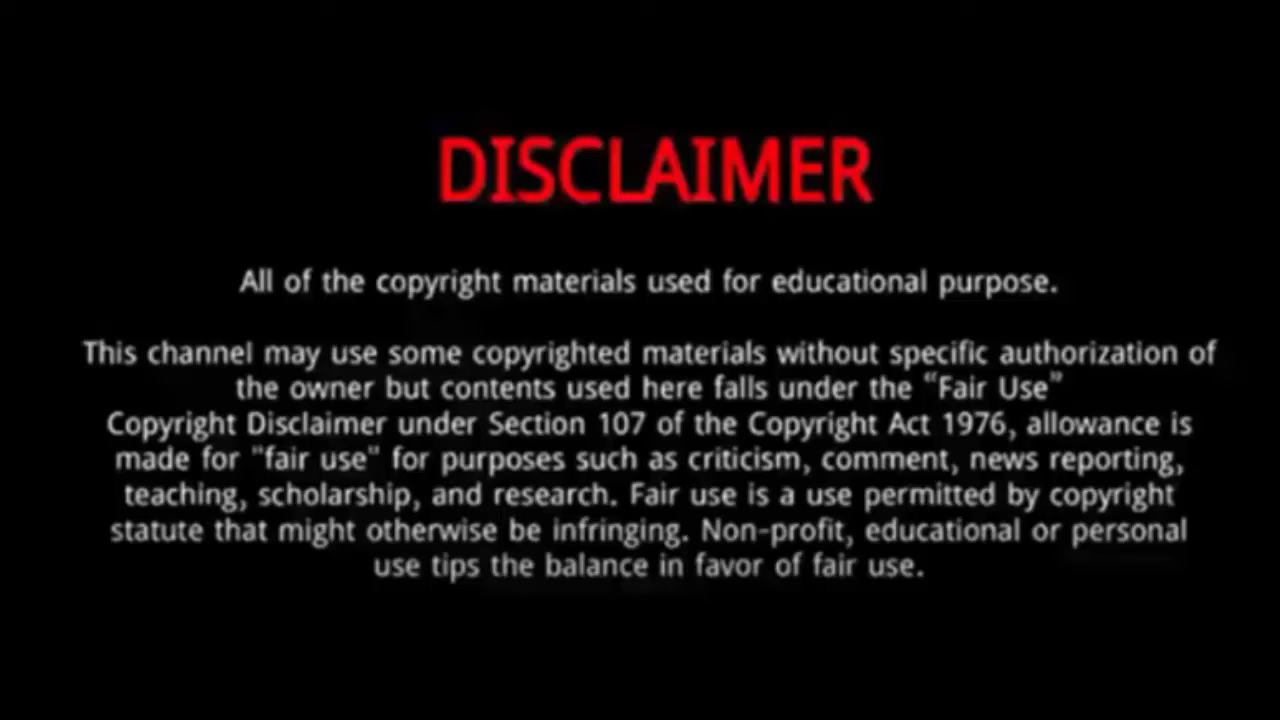 DISCLAIMER
All of the copyright materials used for educational purpose.
This channel may use some copyrighted materials without specific authorization of
the owner but contents used here falls under the “Fair Use”
Copyright Disclaimer under Section 107 of the Copyright Act 1976, allowance is
made for "fair use" for purposes such as criticism, comment, news reporting,
teaching, scholarship, and research. Fair use is a use permitted by copyright
statute that might otherwise be infringing. Non-profit, educational or personal
use tips the balance in favor of fair use.